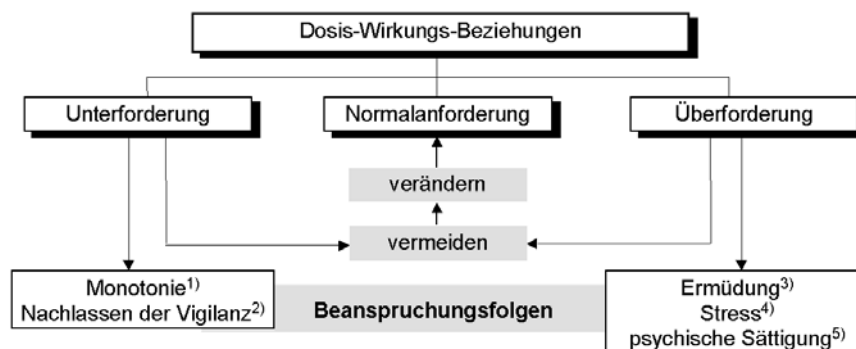 Dosis-Wirkungs-Beziehungen
Unterforderung
Normalanforderung
Überforderung
verändern
vermeiden
Monotonie1)
Nachlassen der Vigilanz2)
Beanspruchungsfolgen
Ermüdung3)
Stress4)
psychische Sättigung5)